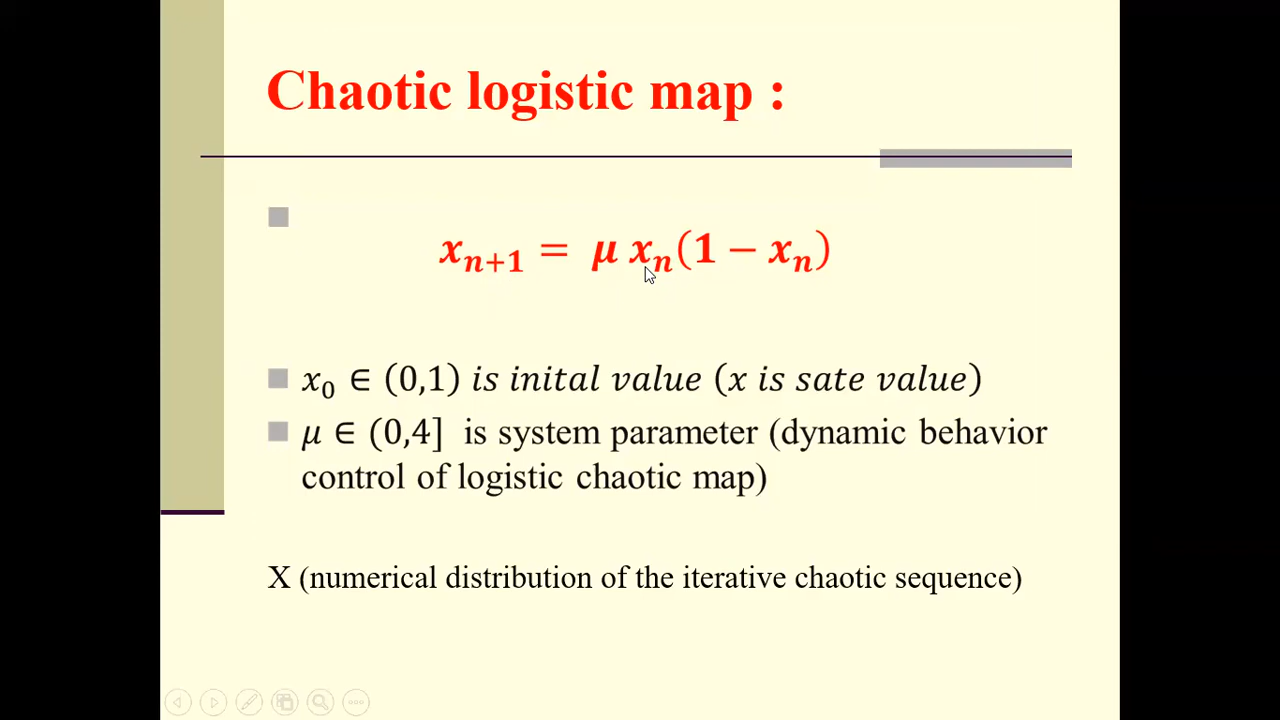 Chaotic logistic map :
xₙ₊₁ = μ xₙ(1 − xₙ)
x₀ ∈ (0,1) is inital value (x is sate value)
μ ∈ (0,4] is system parameter (dynamic behavior
control of logistic chaotic map)
X (numerical distribution of the iterative chaotic sequence)